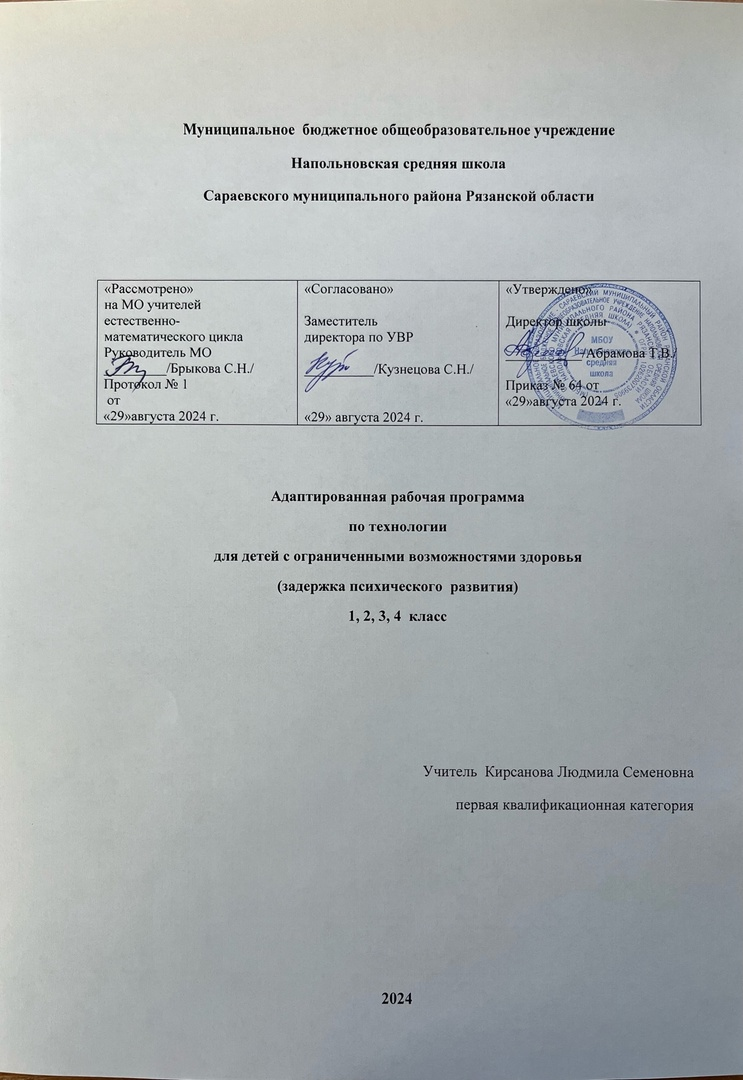 Муниципальное бюджетное общеобразовательное учреждение
Напольновская средняя школа
Сараевского муниципального района Рязанской области
«Рассмотрено»
на МО учителей
естественно-
математического цикла
Руководитель МО
/Брыкова С.Н./
Протокол № 1
от
«29»августа 2024 г.
«Согласовано»
Заместитель
директора по УВР
/Кузнецова С.Н./
«29» августа 2024 г.
«Утверждено»
Директор школы
/Абрамова Т.В./
Приказ № 64 от
«29»августа 2024 г.
МБОУ
средняя
школа
Адаптированная рабочая программа
по технологии
для детей с ограниченными возможностями здоровья
(задержка психического развития)
1, 2, 3, 4 класс
Учитель Кирсанова Людмила Семеновна
первая квалификационная категория
2024